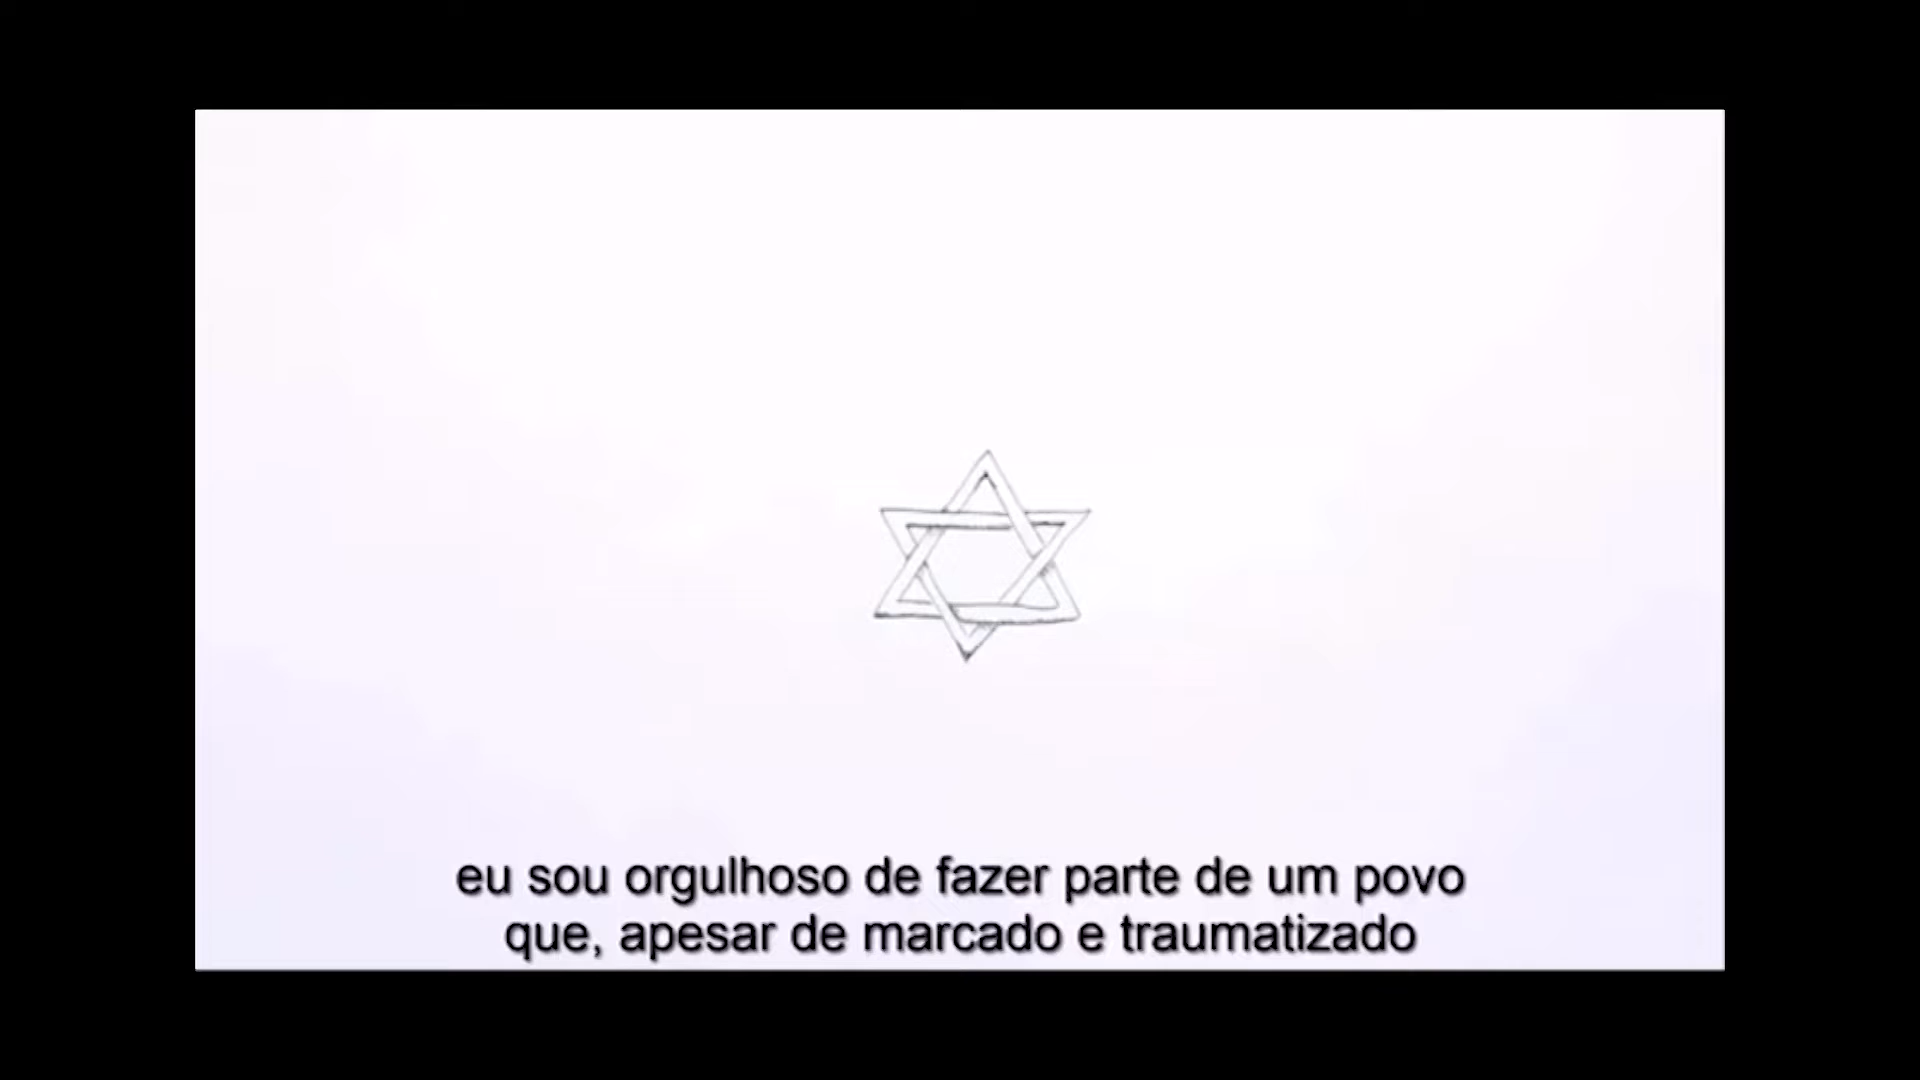 eu sou orgulhoso de fazer parte de um povo
que, apesar de marcado e traumatizado